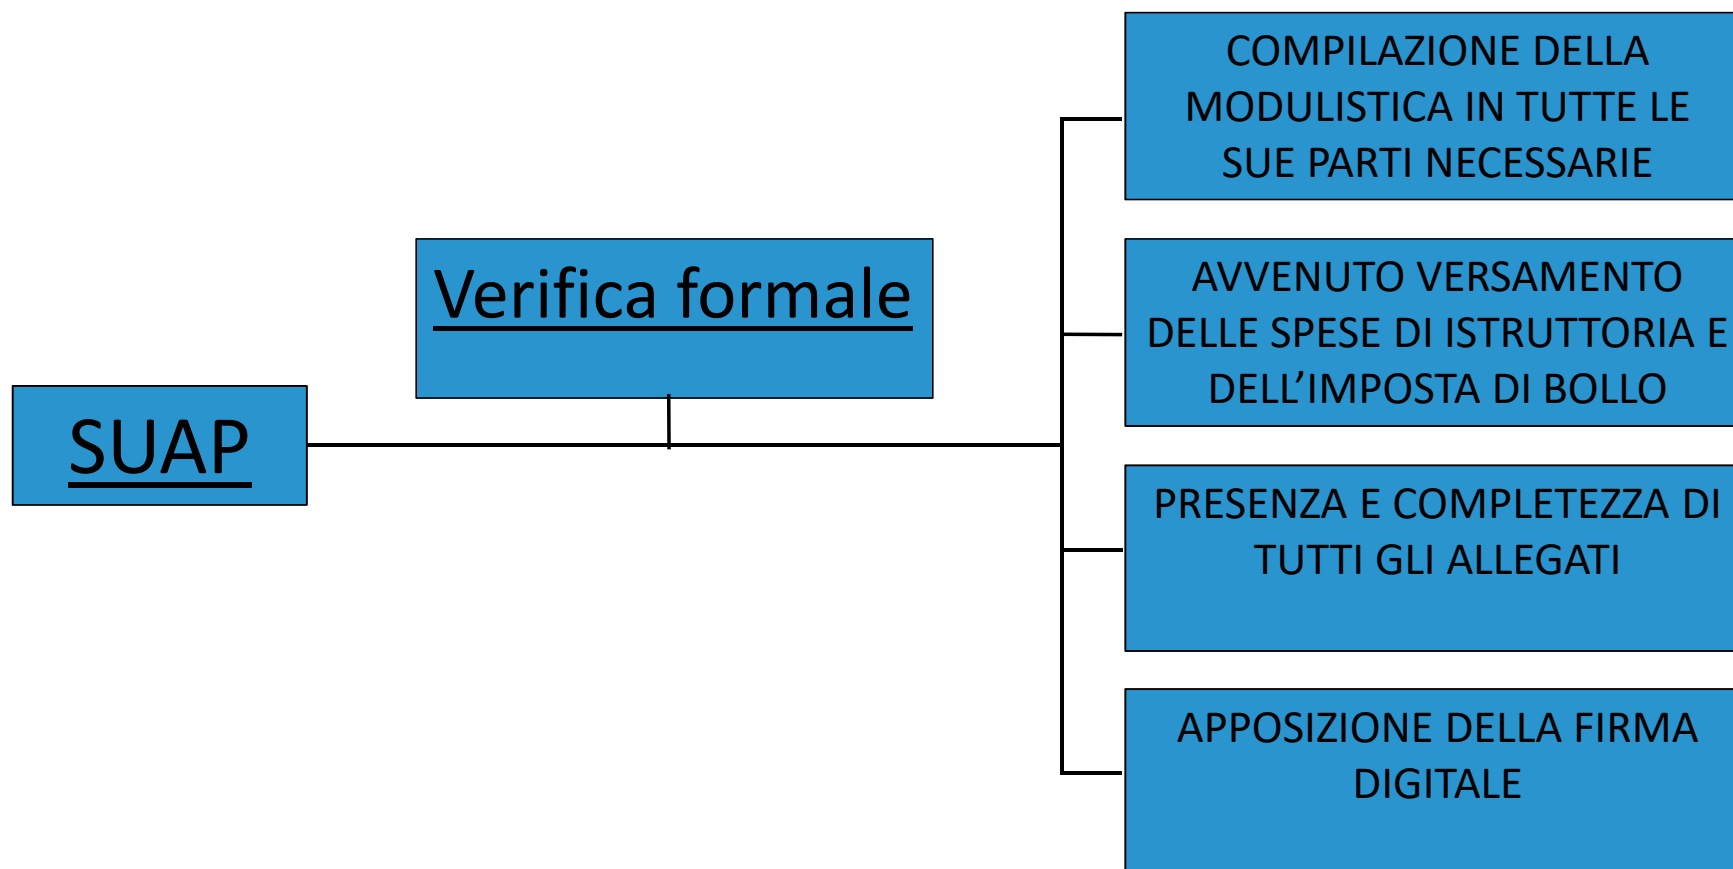 SUAP
Verifica formale
COMPILAZIONE DELLA
MODULISTICA IN TUTTE LE
SUE PARTI NECESSARIE
AVVENUTO VERSAMENTO
DELLE SPESE DI ISTRUTTORIA E
DELL’IMPOSTA DI BOLLO
PRESENZA E COMPLETEZZA DI
TUTTI GLI ALLEGATI
APPOSIZIONE DELLA FIRMA
DIGITALE